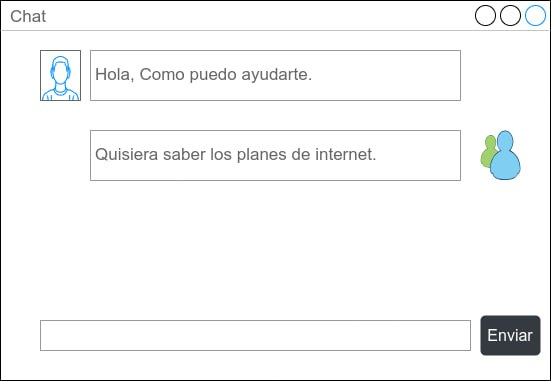 Chat
Hola, Como puedo ayudarte.
Quisiera saber los planes de internet.
Enviar